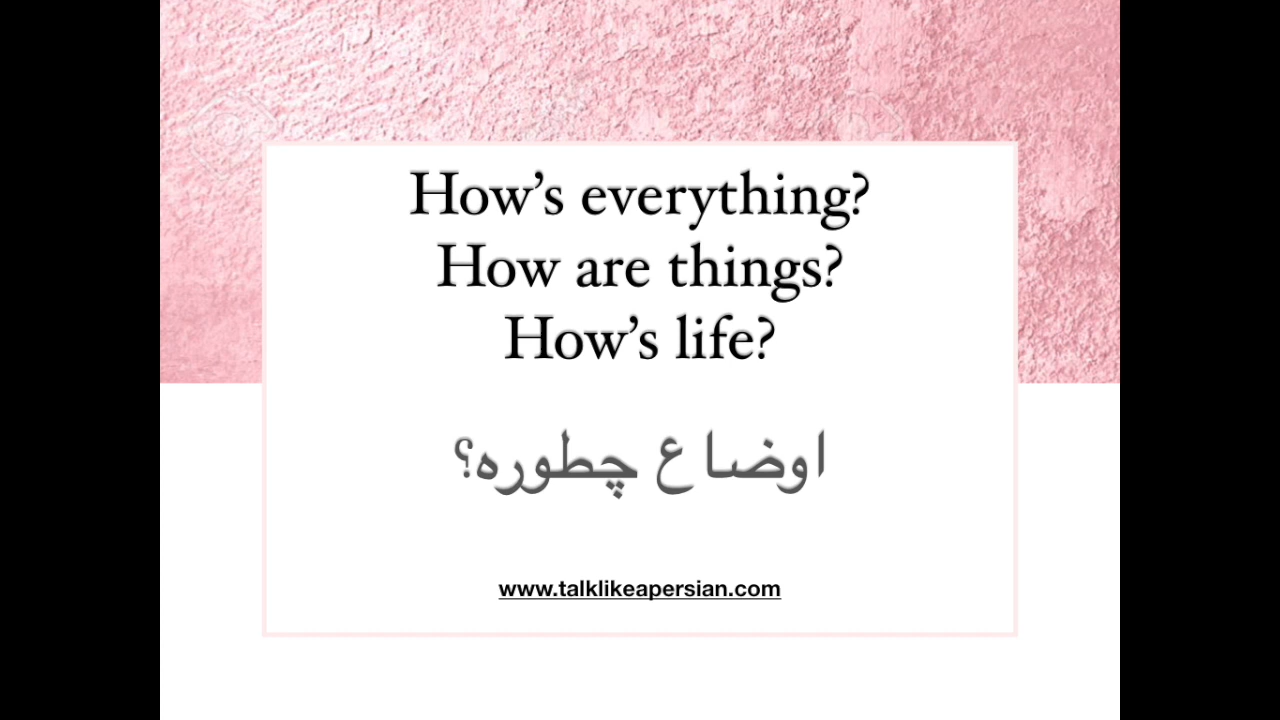 How’s everything?
How are things?
How’s life?
اوضاع چطوره؟
www.talklikeapersian.com